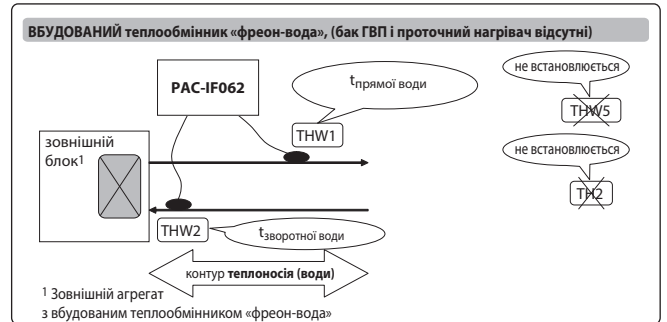 ВБУДОВАНИЙ теплообмінник «фреон-вода», (бак ГВП і проточний нагрівач відсутні)
PAC-IF062
tпрямої води
THW1
не встановлюється
THW5
зовнішній
блок1
не встановлюється
TH2
THW2
tзворотної води
контур теплоносія (води)
1 Зовнішній агрегат
з вбудованим теплообмінником «фреон-вода»